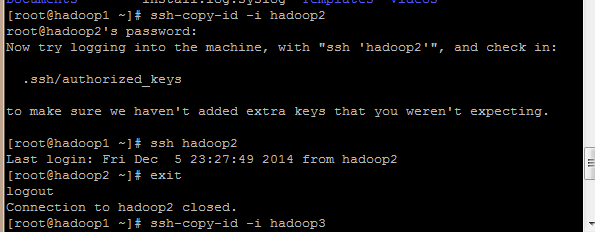 Documents install.log.syslog Templates Videos
[root@hadoop1 ~]# ssh-copy-id -i hadoop2
root@hadoop2's password:
Now try logging into the machine, with "ssh 'hadoop2'", and check in:
.ssh/authorized_keys
to make sure we haven't added extra keys that you weren't expecting.
[root@hadoop1 ~]# ssh hadoop2
Last login: Fri Dec  5 23:27:49 2014 from hadoop2
[root@hadoop2 ~]# exit
logout
Connection to hadoop2 closed.
[root@hadoop1 ~]# ssh-copy-id -i hadoop3